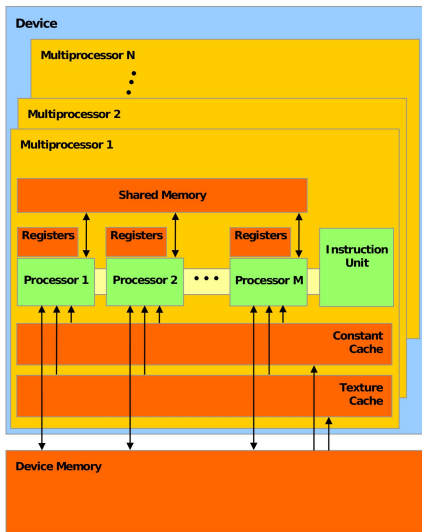 Device
Multiprocessor N
Multiprocessor 2
Multiprocessor 1
Shared Memory
Registers
Registers
Registers
Instruction
Unit
Processor 1
Processor 2
• • •
Processor M
Constant
Cache
Texture
Cache
Device Memory